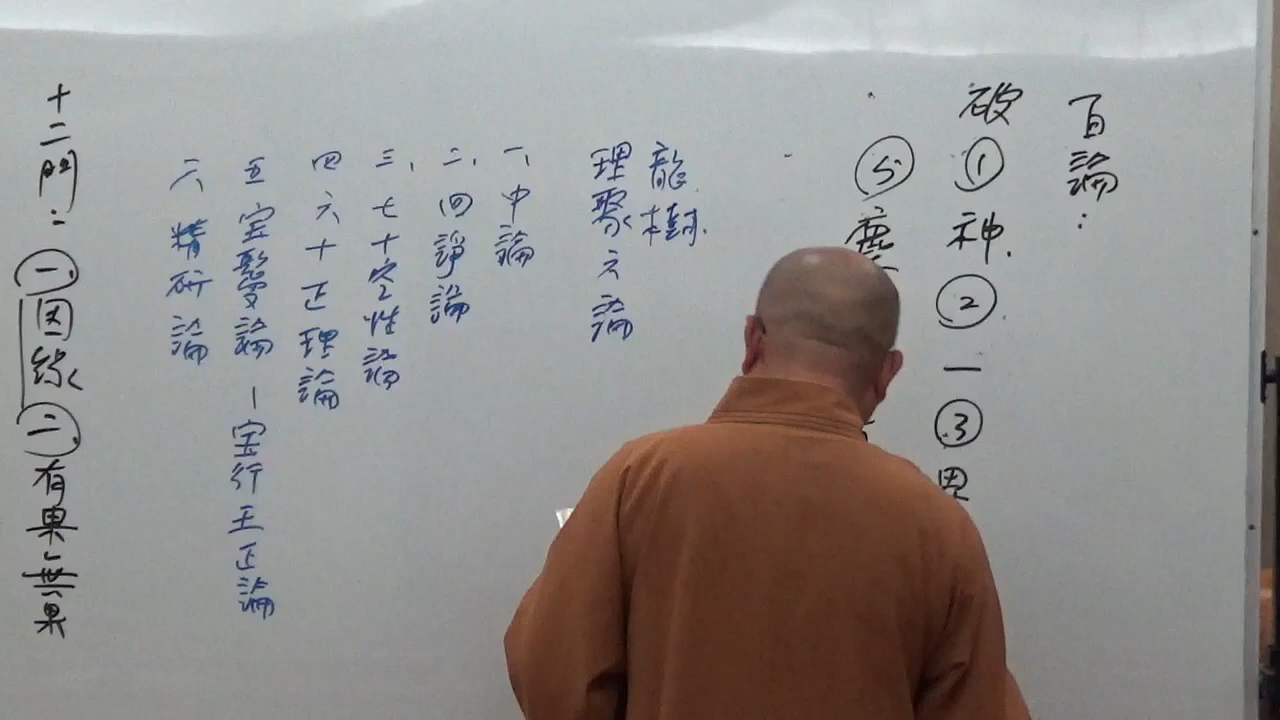 百論：
破①神②一③異
⑤塵
龍樹
理聚六論
一、中論
二、回諍論
三、七十空性論
四六十正理論
五宝鬘論－宝行王正論
六、精研論
十二門：㊀因緣㊁有果、無果